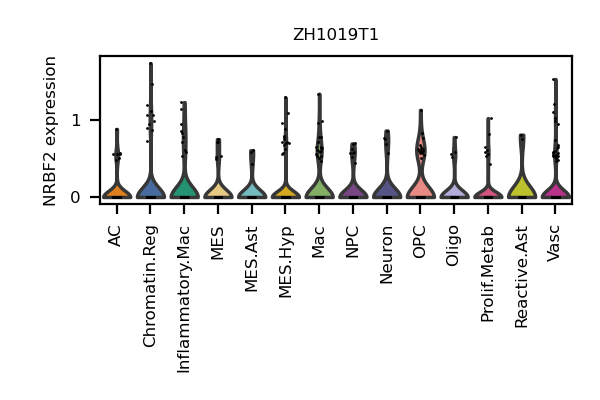 ZH1019T1
NRBF2 expression
1
0
AC
Chromatin.Reg
Inflammatory.Mac
MES
MES.Ast
MES.Hyp
Mac
NPC
Neuron
OPC
Oligo
Prolif.Metab
Reactive.Ast
Vasc